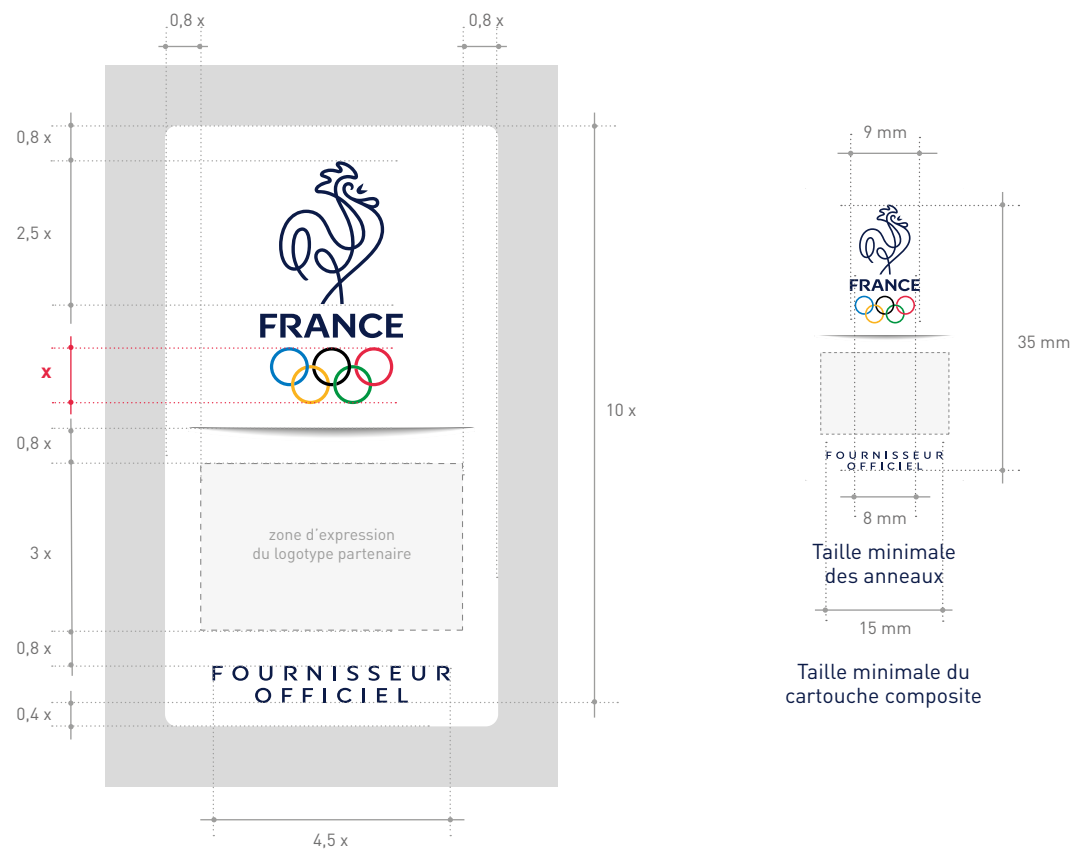 0,8 x
0,8 x
0,8 x
2,5 x
FRANCE
x
0,8 x
zone d'expression
du logotype partenaire
3 x
0,8 x
FOURNISSEUR
OFFICIEL
0,4 x
4,5 x
10 x
9 mm
FRANCE
35 mm
FOURNISSEUR
OFFICIEL
8 mm
Taille minimale
des anneaux
15 mm
Taille minimale du
cartouche composite